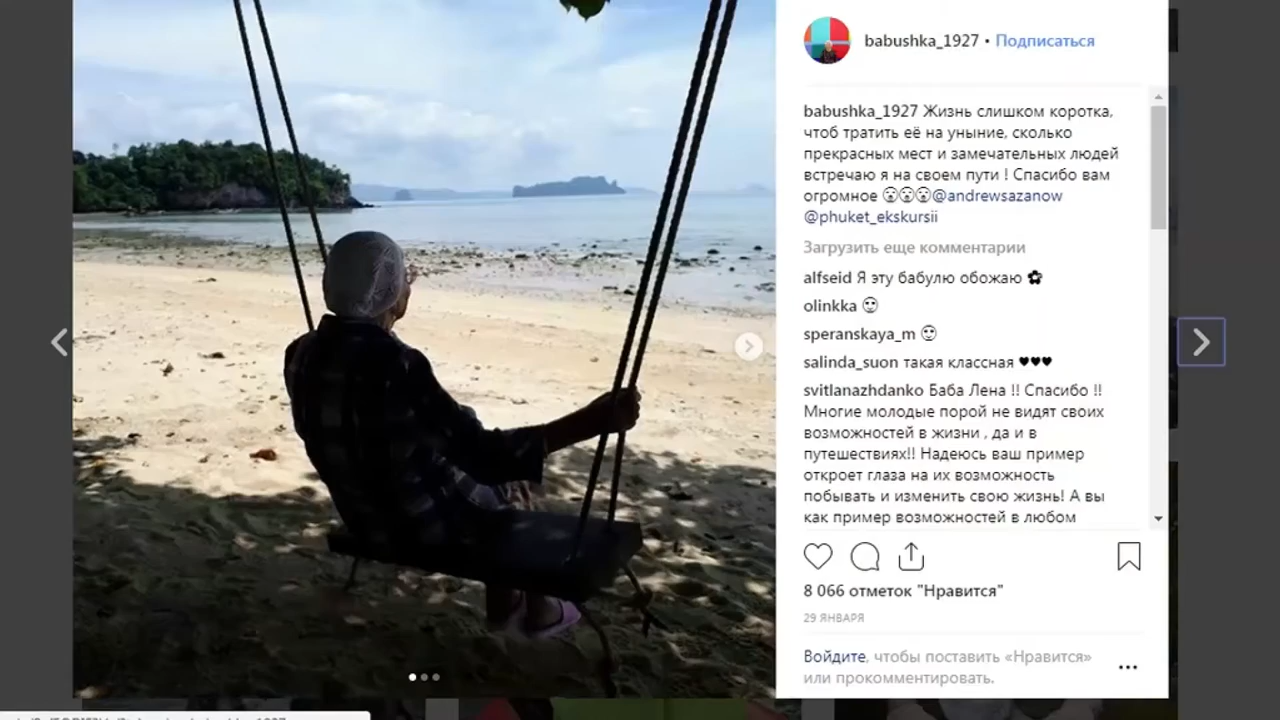 babushka_1927 • Подписаться
babushka_1927 Жизнь слишком коротка,
чтоб тратить её на уныние, сколько
прекрасных мест и замечательных людей
встречаю я на своем пути ! Спасибо вам
огромное 😮😮😮@andrewsazanow
@phuket_ekskursii
Загрузить еще комментарии
alfseid Я эту бабулю обожаю ✿
olinkka ☺
speranskaya_m ☺
salinda_suon такая классная ♥♥♥
svitlanazhdanko Баба Лена !! Спасибо !!
Многие молодые порой не видят своих
возможностей в жизни , да и в
путешествиях!! Надеюсь ваш пример
откроет глаза на их возможность
побывать и изменить свою жизнь! А вы
как пример возможностей в любом
8 066 отметок "Нравится"
29 ЯНВАРЯ
Войдите, чтобы поставить «Нравится»
или прокомментировать.